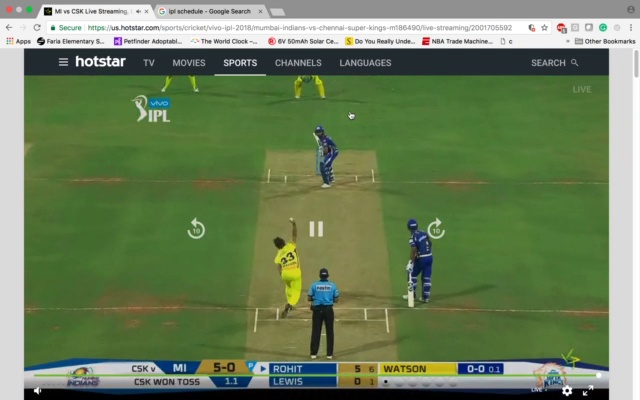 MI vs CSK Live Streaming,
ipl schedule - Google Search
Secure https://us.hotstar.com/sports/cricket/vivo-ipl-2018/mumbai-indians-vs-chennai-super-kings-m186490/live-streaming/2001705592
Apps Faria Elementary S... Petfinder Adoptabl... The World Clock –... 6V 50mAh Solar Ce... Do You Really Unde... NBA Trade Machine... c » Other Bookmarks
hotstar TV MOVIES SPORTS CHANNELS LANGUAGES SEARCH
LIVE
vivo
IPL
10 10
33
CSK v MI 5-0 P ROHIT 5 6 WATSON 0-0 0.1
CSK WON TOSS 1.1 LEWIS 0 1
INDIANS
SUPER KINGS
LIVE